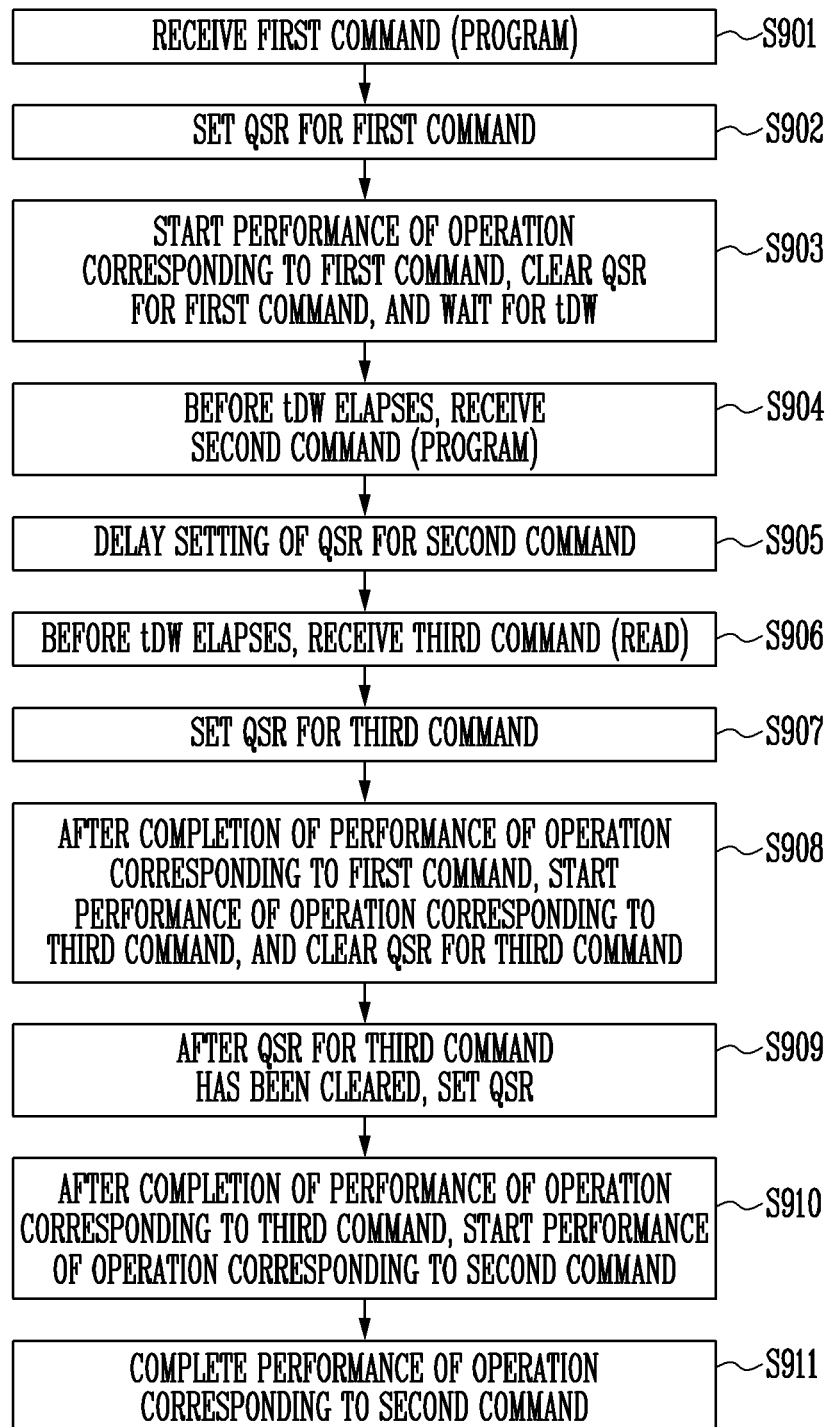 RECEIVE FIRST COMMAND (PROGRAM)
S901
SET QSR FOR FIRST COMMAND
S902
START PERFORMANCE OF OPERATION
CORRESPONDING TO FIRST COMMAND, CLEAR QSR
FOR FIRST COMMAND, AND WAIT FOR tDW
S903
BEFORE tDW ELAPSES, RECEIVE
SECOND COMMAND (PROGRAM)
S904
DELAY SETTING OF QSR FOR SECOND COMMAND
S905
BEFORE tDW ELAPSES, RECEIVE THIRD COMMAND (READ)
S906
SET QSR FOR THIRD COMMAND
S907
AFTER COMPLETION OF PERFORMANCE OF OPERATION
CORRESPONDING TO FIRST COMMAND, START
PERFORMANCE OF OPERATION CORRESPONDING TO
THIRD COMMAND, AND CLEAR QSR FOR THIRD COMMAND
S908
AFTER QSR FOR THIRD COMMAND
HAS BEEN CLEARED, SET QSR
S909
AFTER COMPLETION OF PERFORMANCE OF OPERATION
CORRESPONDING TO THIRD COMMAND, START PERFORMANCE
OF OPERATION CORRESPONDING TO SECOND COMMAND
S910
COMPLETE PERFORMANCE OF OPERATION
CORRESPONDING TO SECOND COMMAND
S911